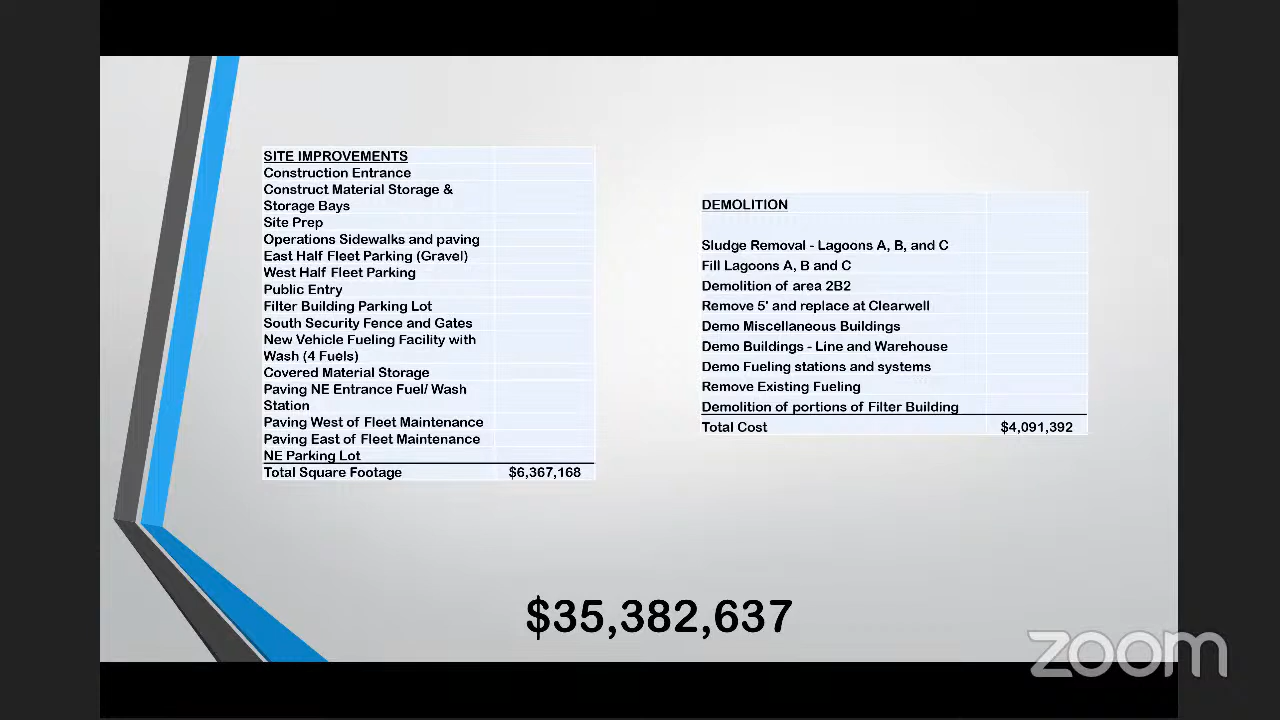 SITE IMPROVEMENTS
Construction Entrance
Construct Material Storage &
Storage Bays
Site Prep
Operations Sidewalks and paving
East Half Fleet Parking (Gravel)
West Half Fleet Parking
Public Entry
Filter Building Parking Lot
South Security Fence and Gates
New Vehicle Fueling Facility with
Wash (4 Fuels)
Covered Material Storage
Paving NE Entrance Fuel/ Wash
Station
Paving West of Fleet Maintenance
Paving East of Fleet Maintenance
NE Parking Lot
Total Square Footage $6,367,168
DEMOLITION
Sludge Removal - Lagoons A, B, and C
Fill Lagoons A, B and C
Demolition of area 2B2
Remove 5' and replace at Clearwell
Demo Miscellaneous Buildings
Demo Buildings - Line and Warehouse
Demo Fueling stations and systems
Remove Existing Fueling
Demolition of portions of Filter Building
Total Cost $4,091,392
$35,382,637
zoom